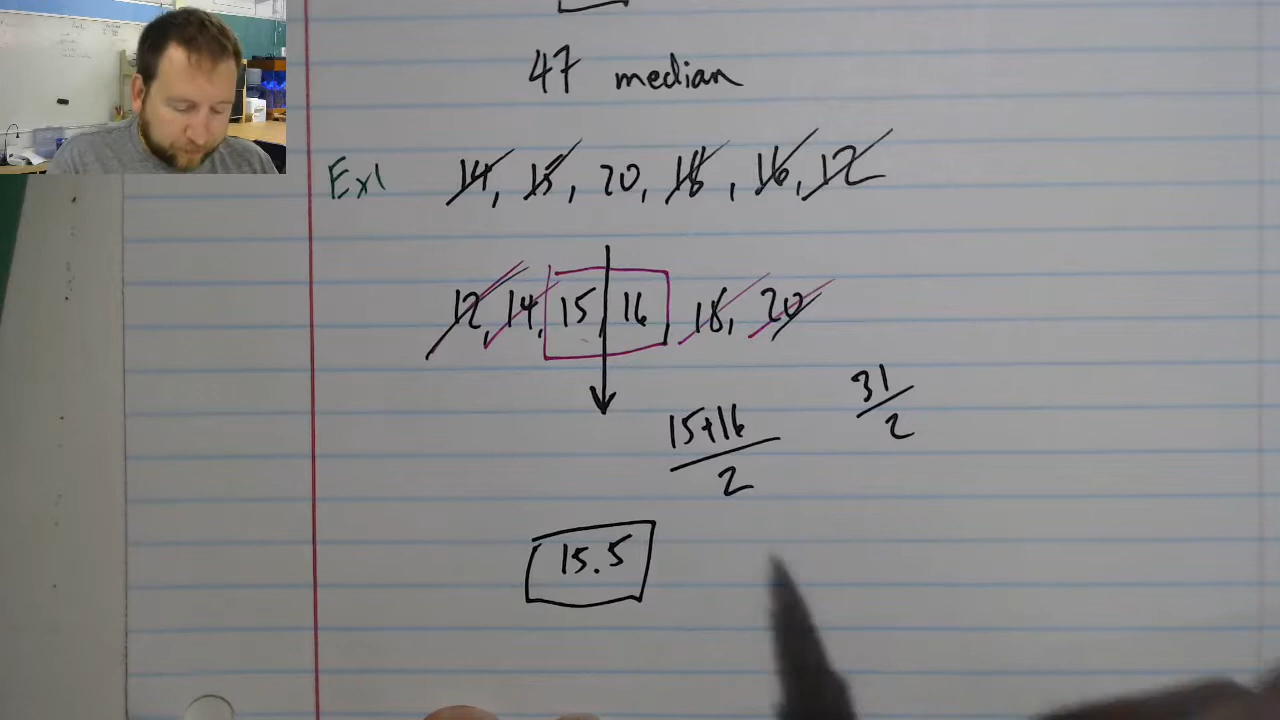 47 median
Ex1 14, 15, 20, 18, 16, 12
12, 14, 15, 16 18, 20
15+16
2
31
2
15.5